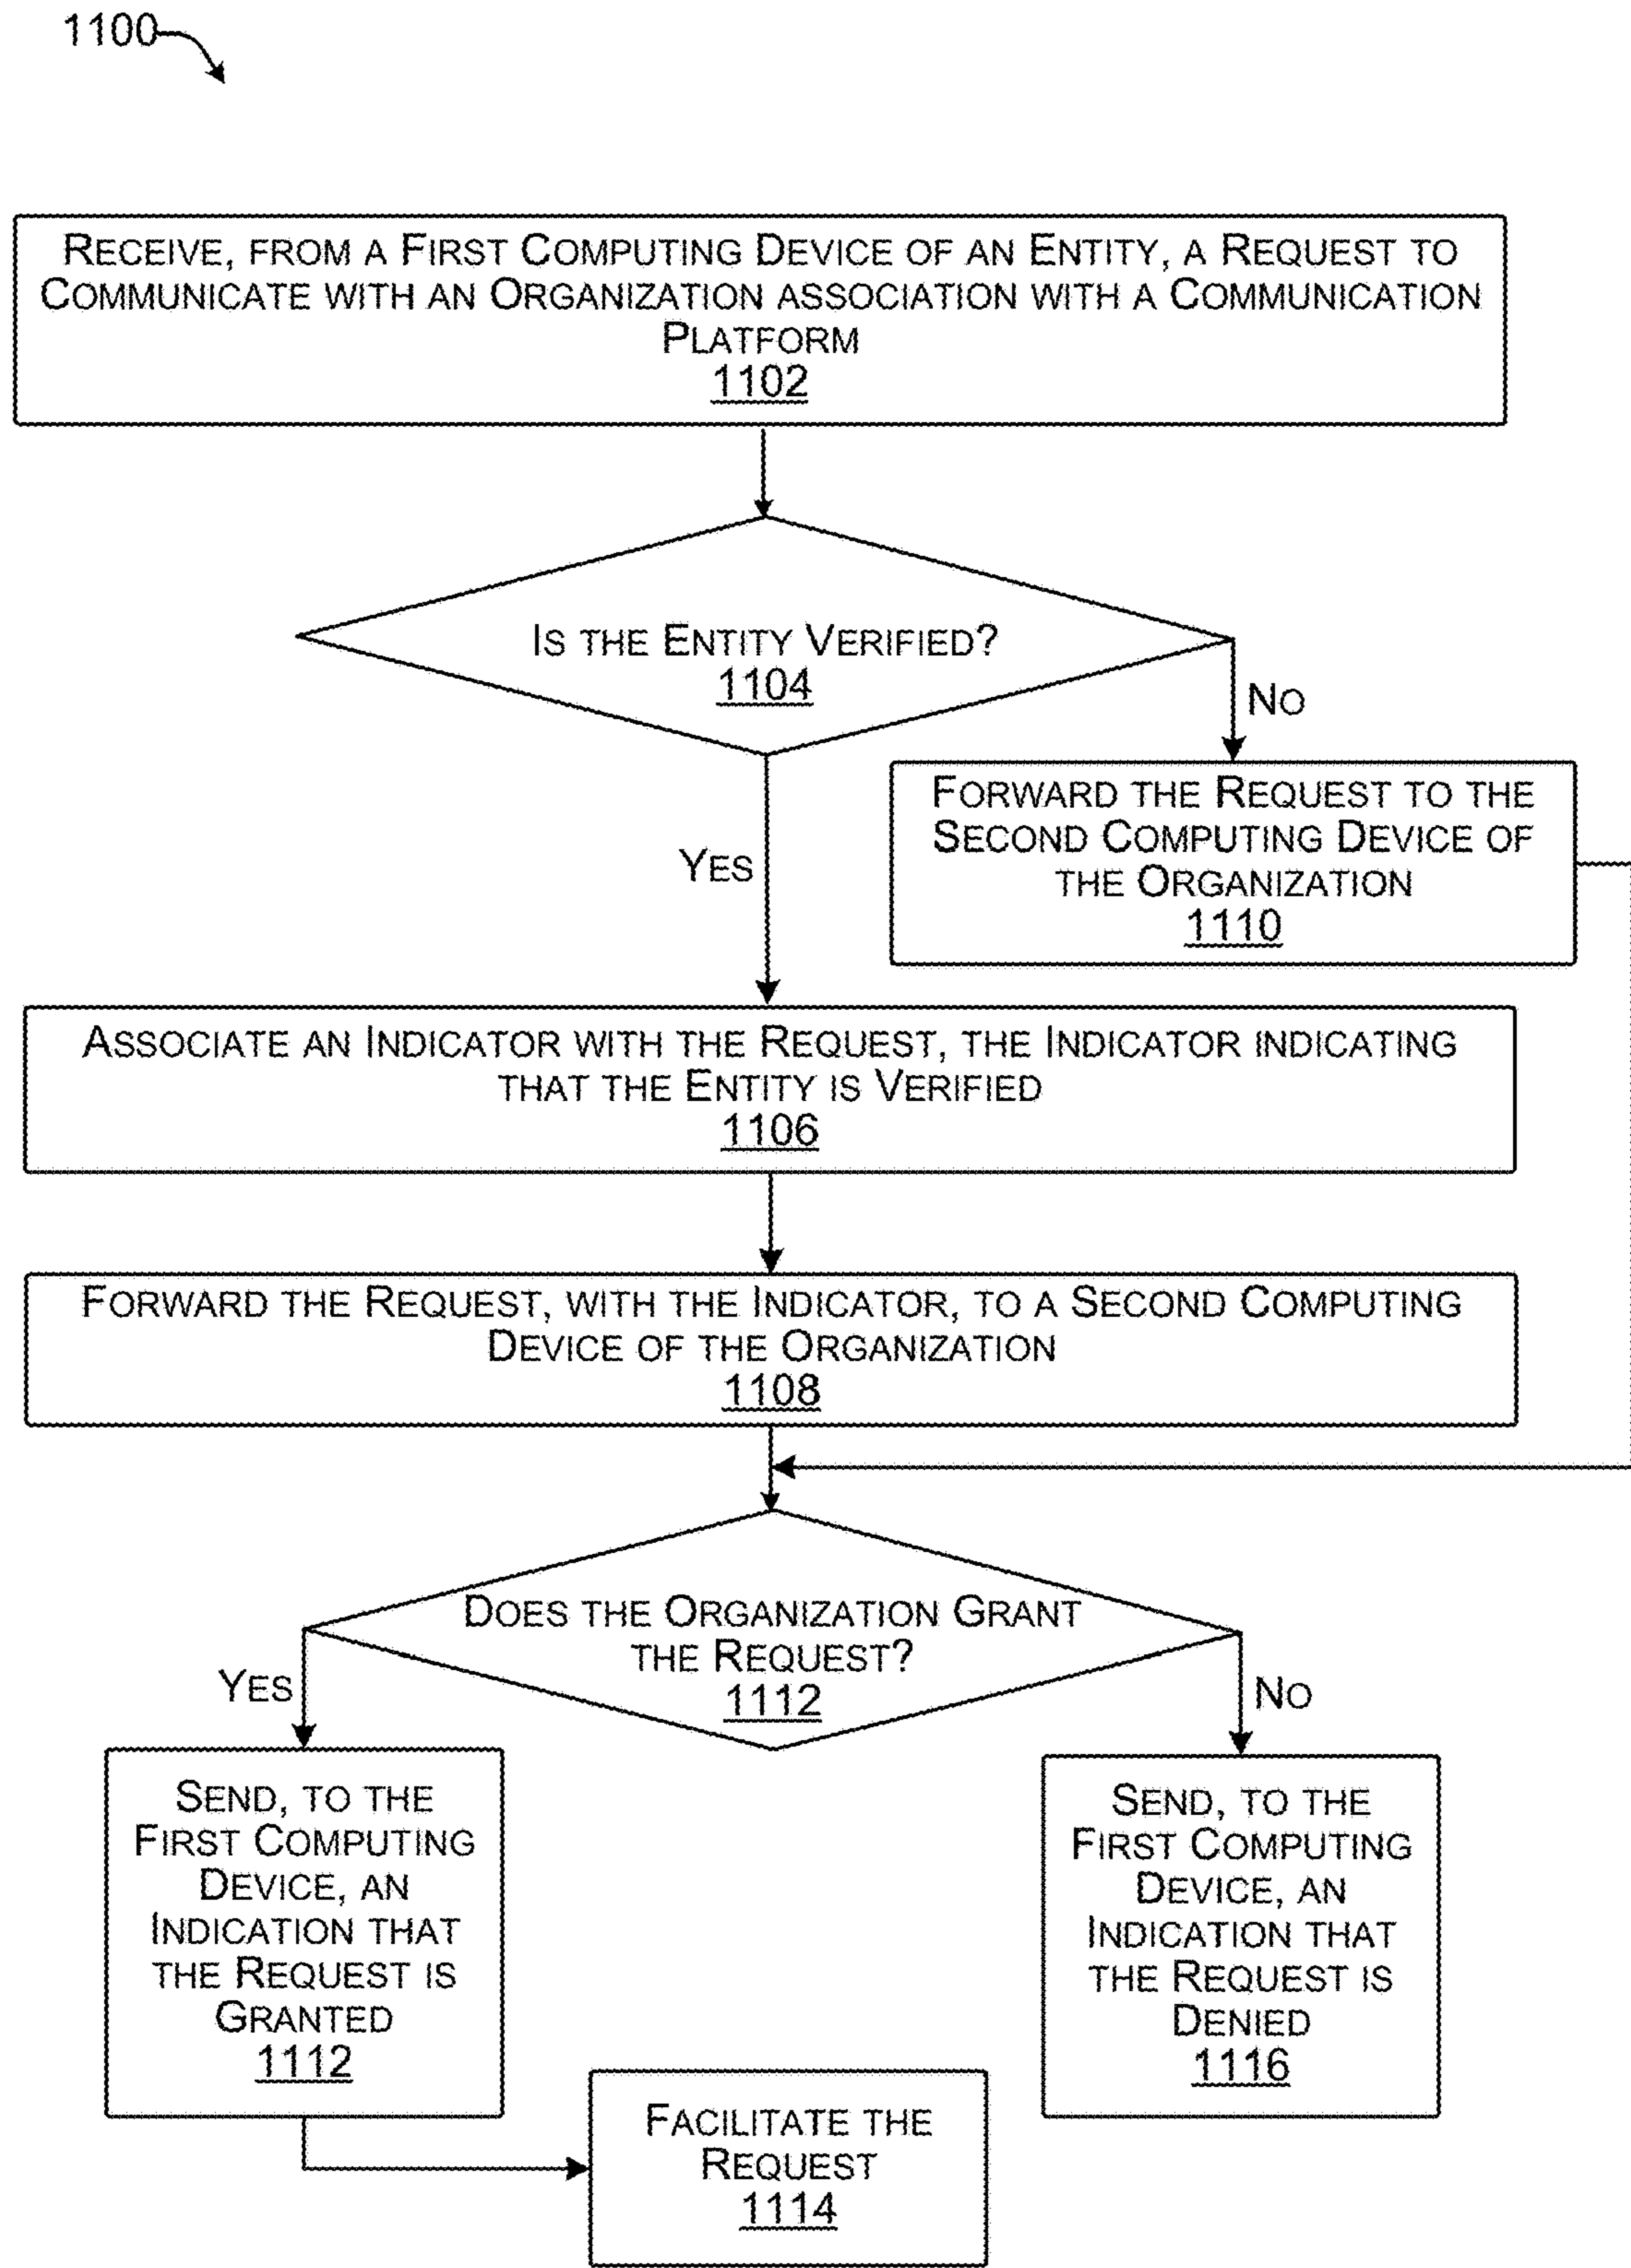 1100
RECEIVE, FROM A FIRST COMPUTING DEVICE OF AN ENTITY, A REQUEST TO
COMMUNICATE WITH AN ORGANIZATION ASSOCIATION WITH A COMMUNICATION
PLATFORM
1102
IS THE ENTITY VERIFIED?
1104
NO
FORWARD THE REQUEST TO THE
SECOND COMPUTING DEVICE OF
THE ORGANIZATION
1110
YES
ASSOCIATE AN INDICATOR WITH THE REQUEST, THE INDICATOR INDICATING
THAT THE ENTITY IS VERIFIED
1106
FORWARD THE REQUEST, WITH THE INDICATOR, TO A SECOND COMPUTING
DEVICE OF THE ORGANIZATION
1108
DOES THE ORGANIZATION GRANT
THE REQUEST?
1112
YES
NO
SEND, TO THE
FIRST COMPUTING
DEVICE, AN
INDICATION THAT
THE REQUEST IS
GRANTED
1112
SEND, TO THE
FIRST COMPUTING
DEVICE, AN
INDICATION THAT
THE REQUEST IS
DENIED
1116
FACILITATE THE
REQUEST
1114